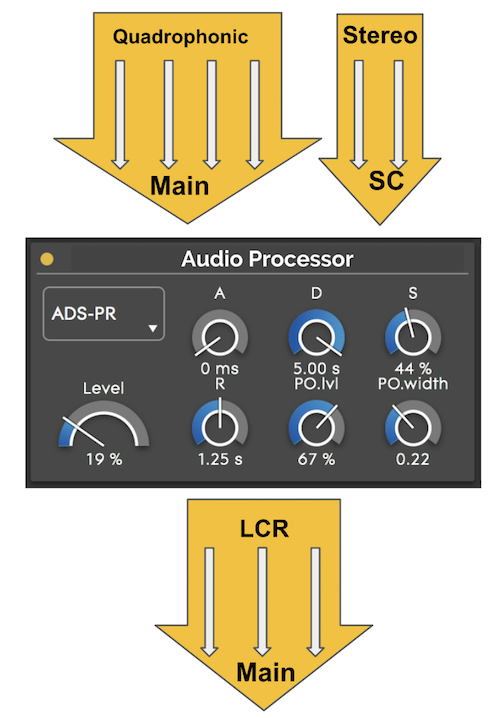 Quadrophonic
Stereo
Main
SC
Audio Processor
ADS-PR
A
D
S
0 ms
5.00 s
44 %
Level
R
PO.lvl
PO.width
19 %
1.25 s
67 %
0.22
LCR
Main